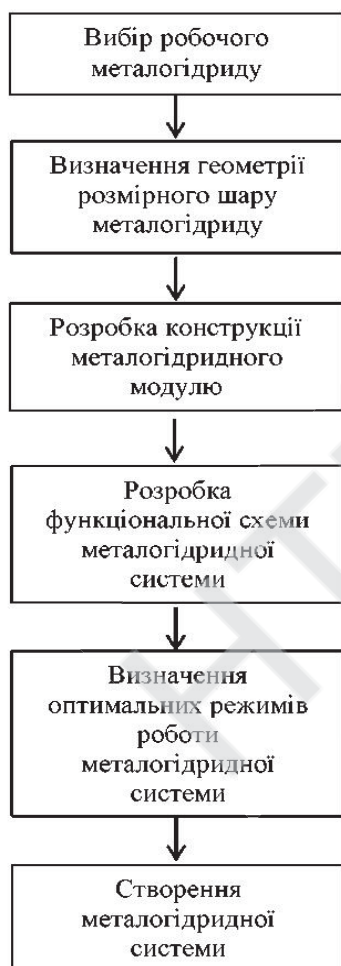 Вибір робочого
металогідриду
Визначення геометрії
розмірного шару
металогідриду
Розробка конструкції
металогідридного
модулю
Розробка
функціональної схеми
металогідридної
системи
Визначення
оптимальних режимів
роботи
металогідридної
системи
Створення
металогідридної
системи